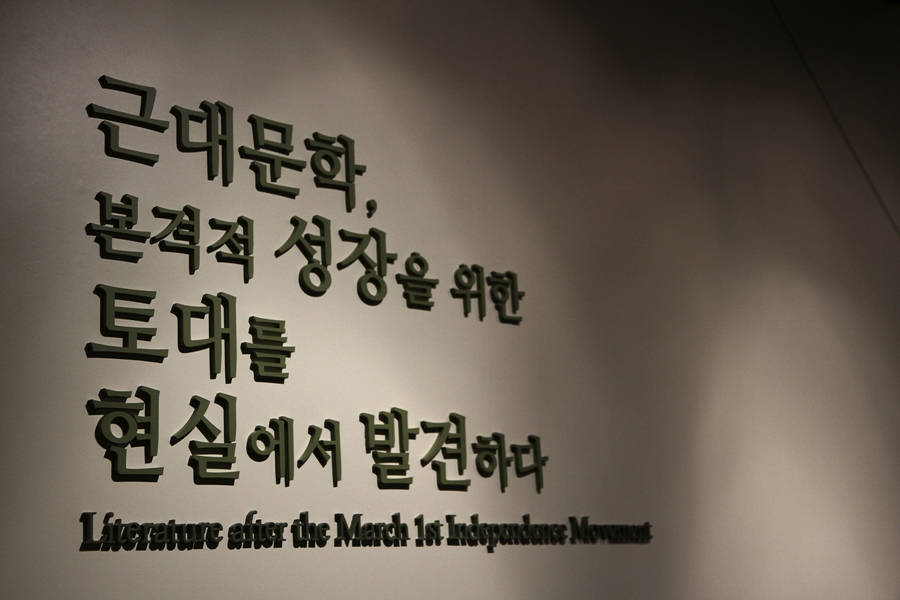 근대문학,
본격적 성장을 위한
토대를
현실에서 발견하다
Literature after the March 1st Independence Movement